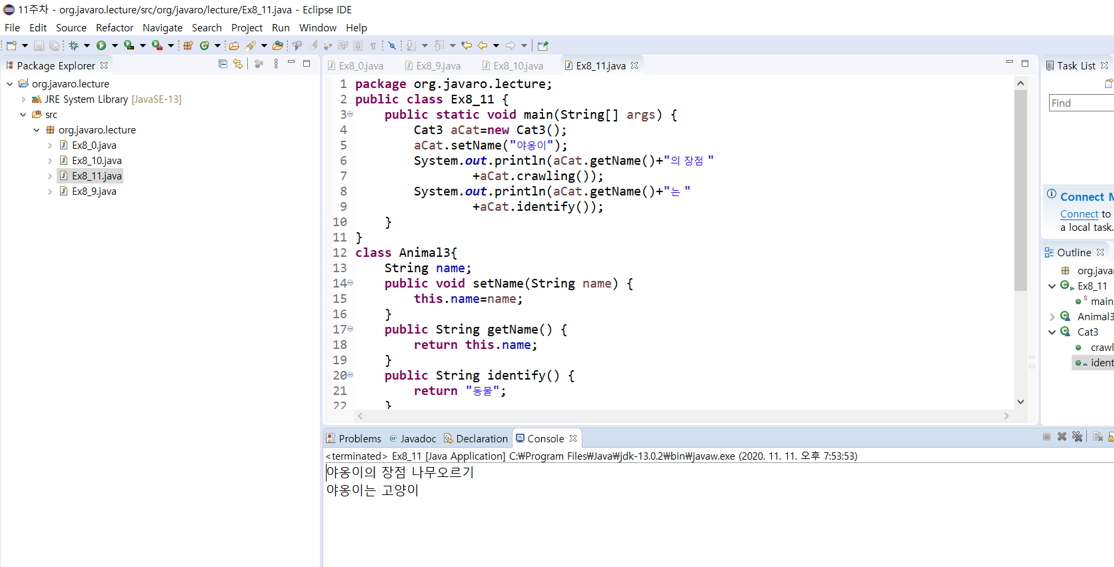 11주차 - org.javaro.lecture/src/org/javaro/lecture/Ex8_11.java - Eclipse IDE
File Edit Source Refactor Navigate Search Project Run Window Help
Package Explorer
org.javaro.lecture
JRE System Library [JavaSE-13]
src
org.javaro.lecture
Ex8_0.java
Ex8_10.java
Ex8_11.java
Ex8_9.java
Ex8_0.java Ex8_9.java Ex8_10.java Ex8_11.java
1 package org.javaro.lecture;
2 public class Ex8_11 {
3 public static void main(String[] args) {
4 Cat3 aCat=new Cat3();
5 aCat.setName("야옹이");
6 System.out.println(aCat.getName()+"의 장점 "
7 +aCat.crawling());
8 System.out.println(aCat.getName()+"는 "
9 +aCat.identify());
10 }
11 }
12 class Animal3{
13 String name;
14 public void setName(String name) {
15 this.name=name;
16 }
17 public String getName() {
18 return this.name;
19 }
20 public String identify() {
21 return "동물";
22 }
Task List
Find
Connect M
Connect to
a local task.
Outline
org.java
Ex8_11
S main
Animal3
Cat3
crawl
ident
Problems @ Javadoc Declaration Console
<terminated> Ex8_11 [Java Application] C:₩Program Files₩Java₩jdk-13.0.2₩bin₩javaw.exe (2020. 11. 11. 오후 7:53:53)
야옹이의 장점 나무오르기
야옹이는 고양이